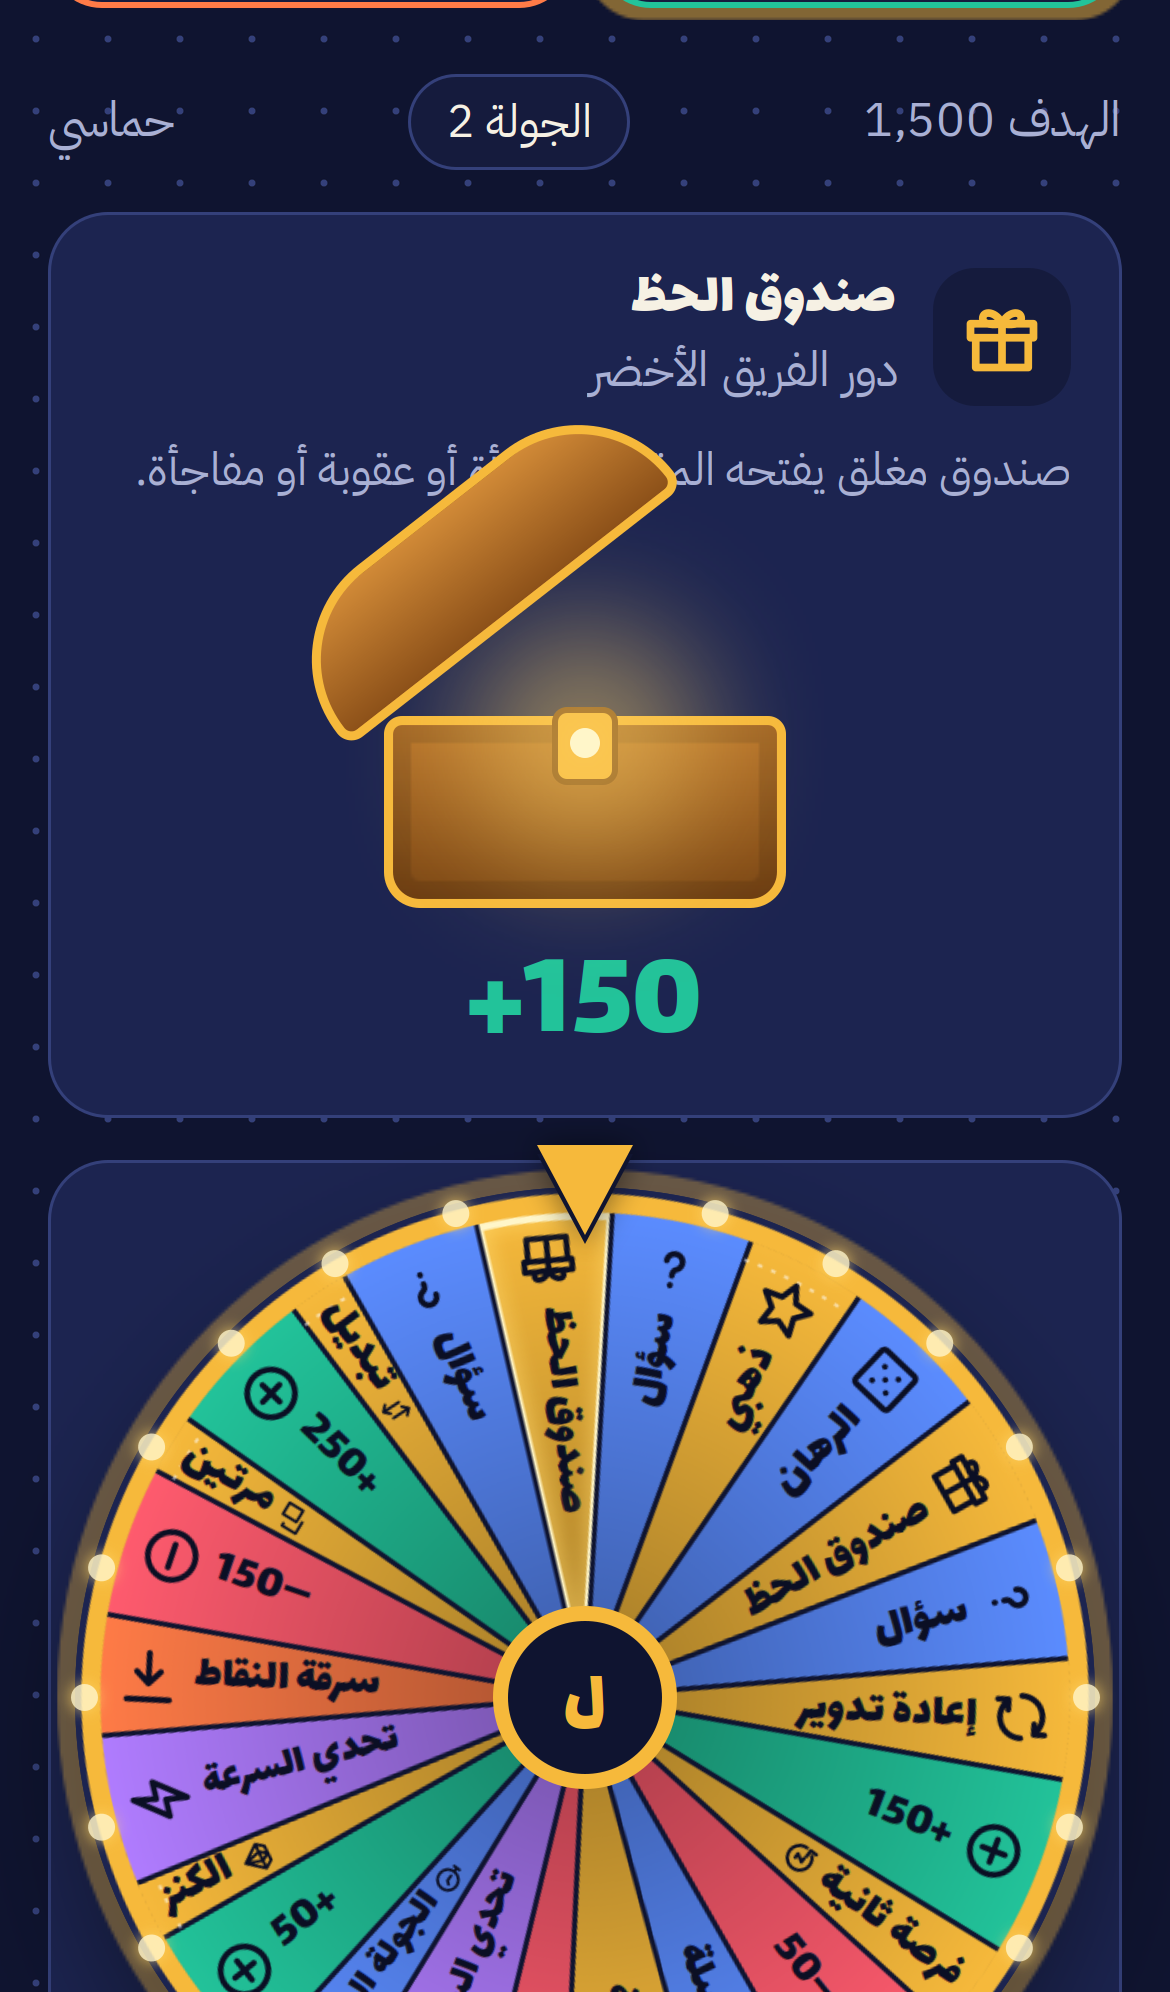 الهدف 1,500
الجولة 2
حماسي
صندوق الحظ
دور الفريق الأخضر
صندوق مغلق يفتحه أو عقوبة أو مفاجأة.
+150
صندوق الحظ
سؤال
ذهبي
الرهان
صندوق الحظ
سؤال
إعادة تدوير
+150
فرصة ثانية
تحدي
الجولة
+50
الكنز
تحدي السرعة
سرقة النقاط
−150
مرتين
+250
تبديل
سؤال
ل